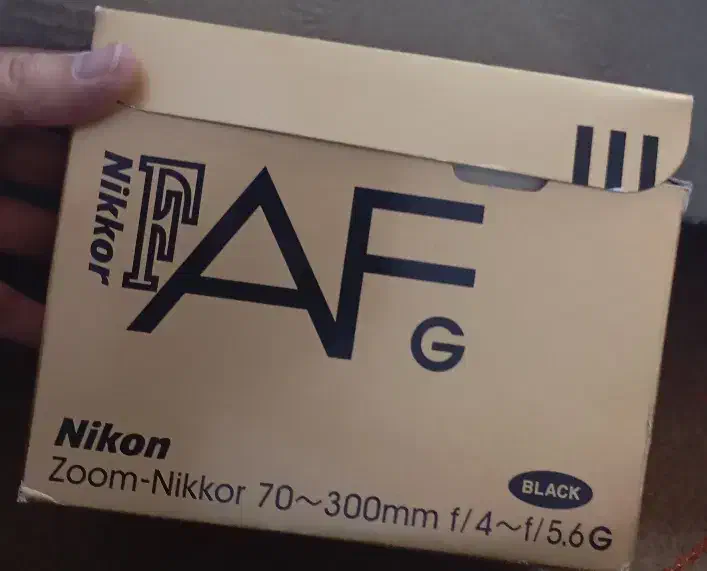 Nikkor
F
AF
G
Nikon
BLACK
Zoom-Nikkor 70~300mm f/4~f/5.6G